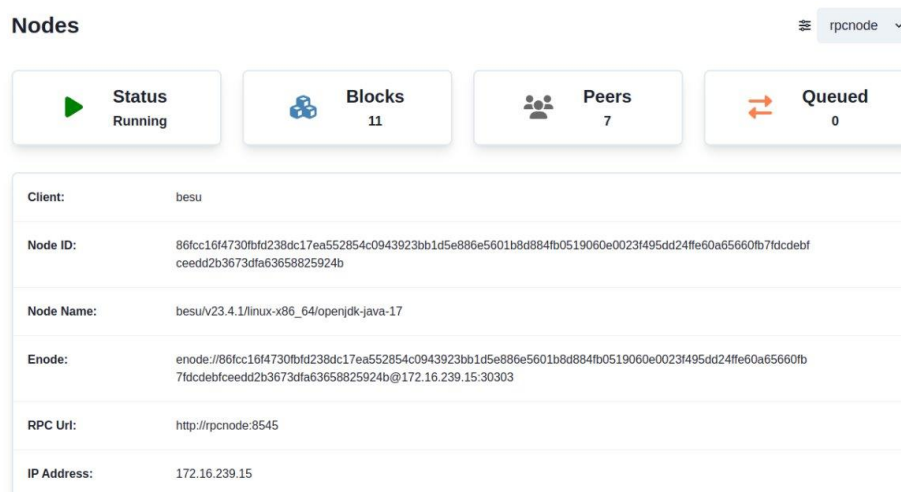 Nodes
rpcnode
Status
Running
Blocks
11
Peers
7
Queued
0
Client: besu
Node ID: 86fcc16f4730fbfd238dc17ea552854c0943923bb1d5e886e5601b8d884fb0519060e0023f495dd24ffe60a65660fb7fdcdebf
ceedd2b3673dfa63658825924b
Node Name: besu/v23.4.1/linux-x86_64/openjdk-java-17
Enode: enode://86fcc16f4730fbfd238dc17ea552854c0943923bb1d5e886e5601b8d884fb0519060e0023f495dd24ffe60a65660fb
7fdcdebfceedd2b3673dfa63658825924b@172.16.239.15:30303
RPC Url: http://rpcnode:8545
IP Address: 172.16.239.15